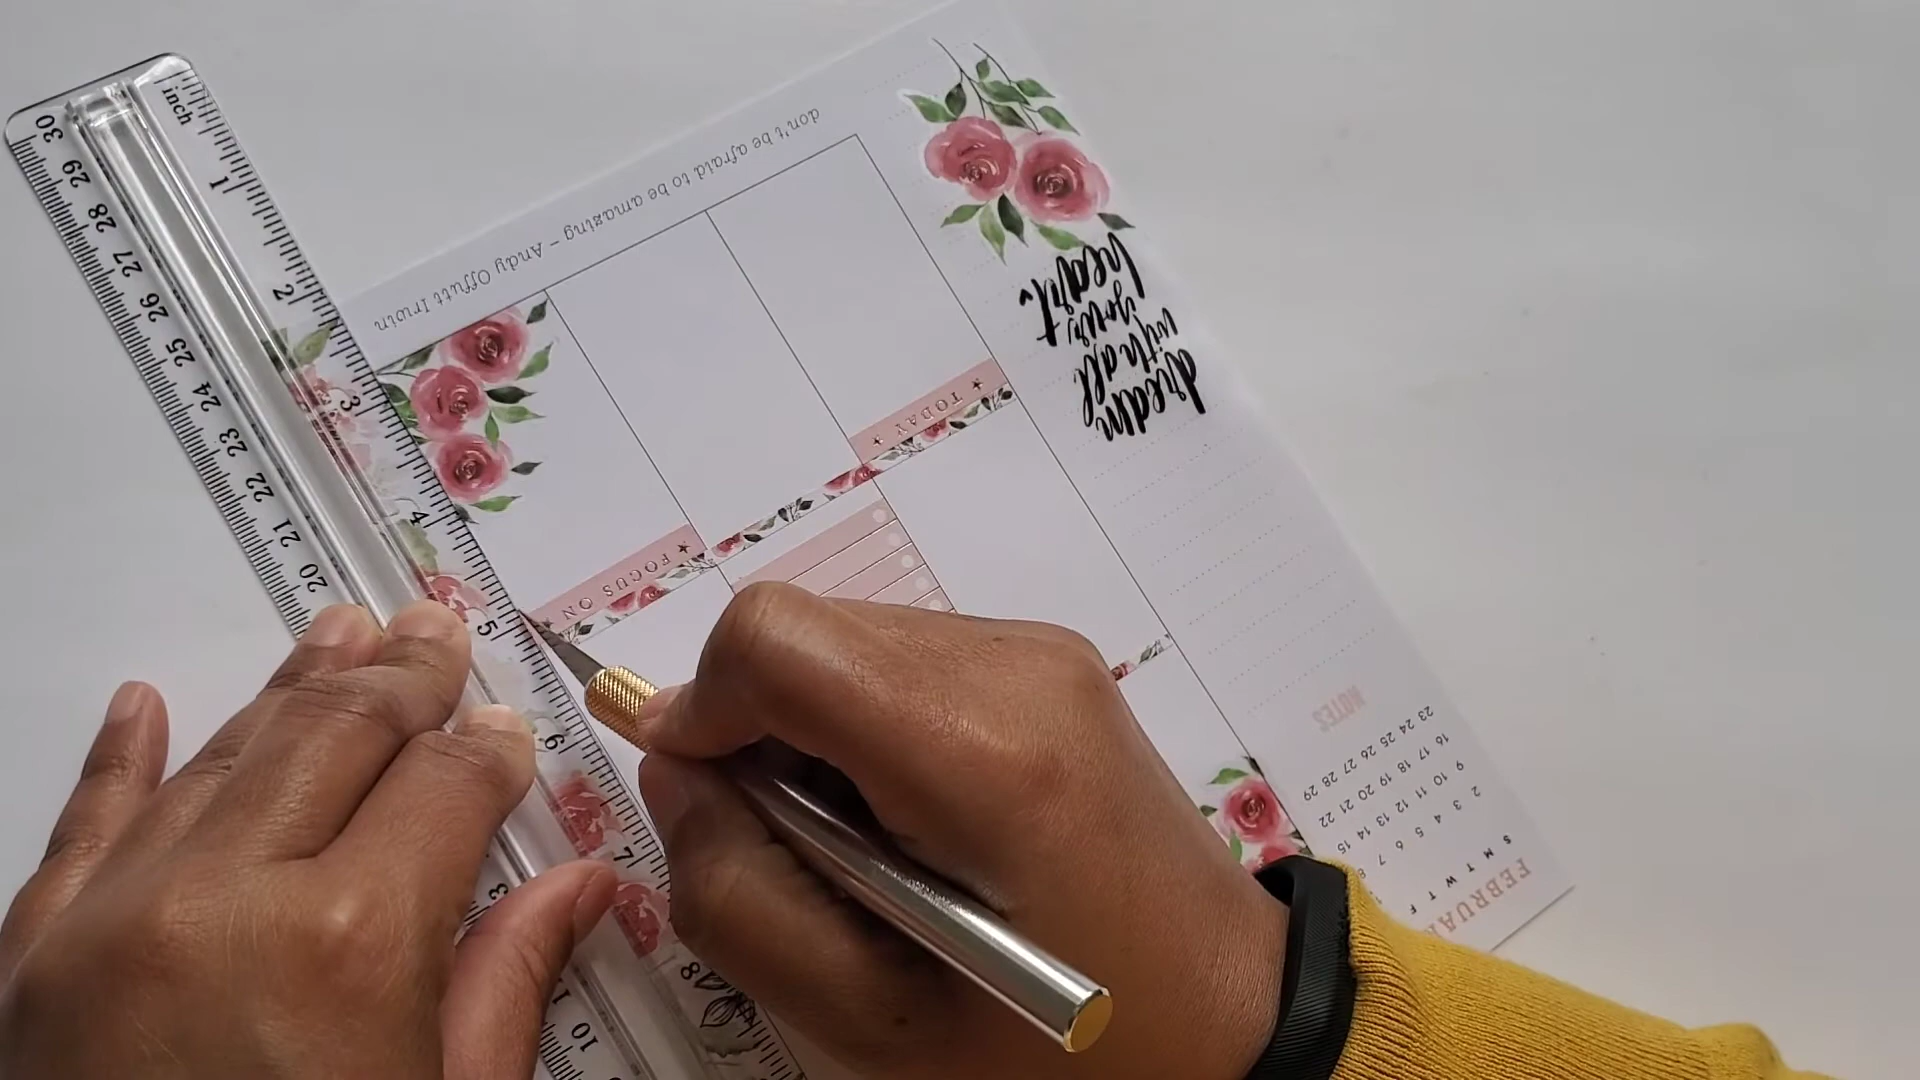 don't be afraid to be amazing – Andy Offutt Irwin
dream
with all
your
heart.
TODAY
FOCUS ON
NOTES
S M T W T F
2 3 4 5 6 7 8
9 10 11 12 13 14 15
16 17 18 19 20 21 22
23 24 25 26 27 28 29
inch
1 2 3 4 5 6 7 8
30 29 28 27 26 25 24 23 22 21 20
10